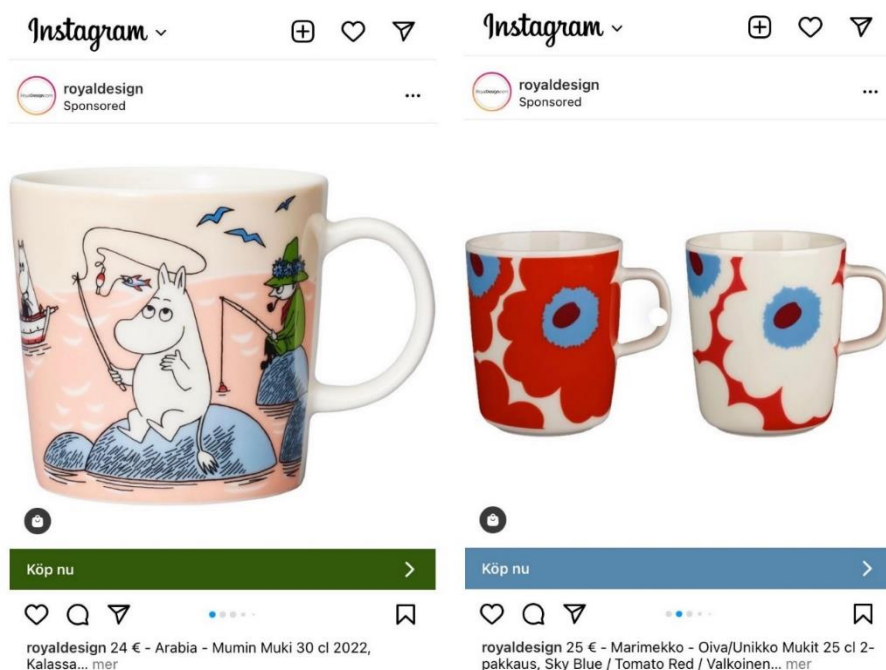 Instagram
royaldesign
Sponsored
Köp nu
royaldesign 24 € - Arabia - Mumin Muki 30 cl 2022,
Kalassa... mer
Instagram
royaldesign
Sponsored
Köp nu
royaldesign 25 € - Marimekko - Oiva/Unikko Mukit 25 cl 2-
pakkaus, Sky Blue / Tomato Red / Valkoinen... mer